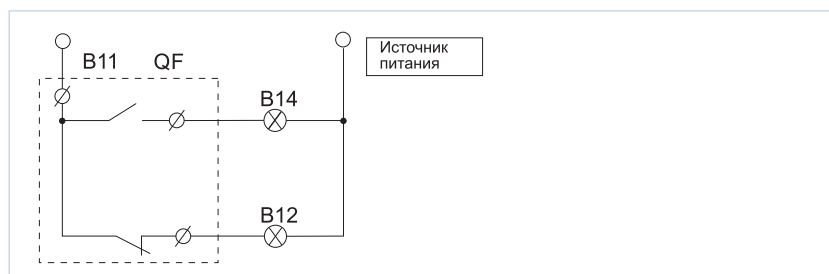 Источник
питания
B11 QF
B14
B12